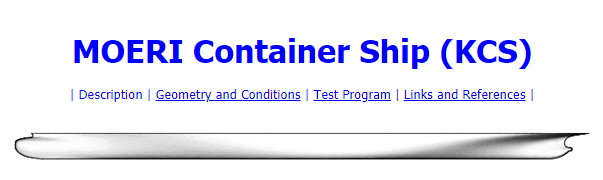 MOERI Container Ship (KCS)
| Description | Geometry and Conditions | Test Program | Links and References |